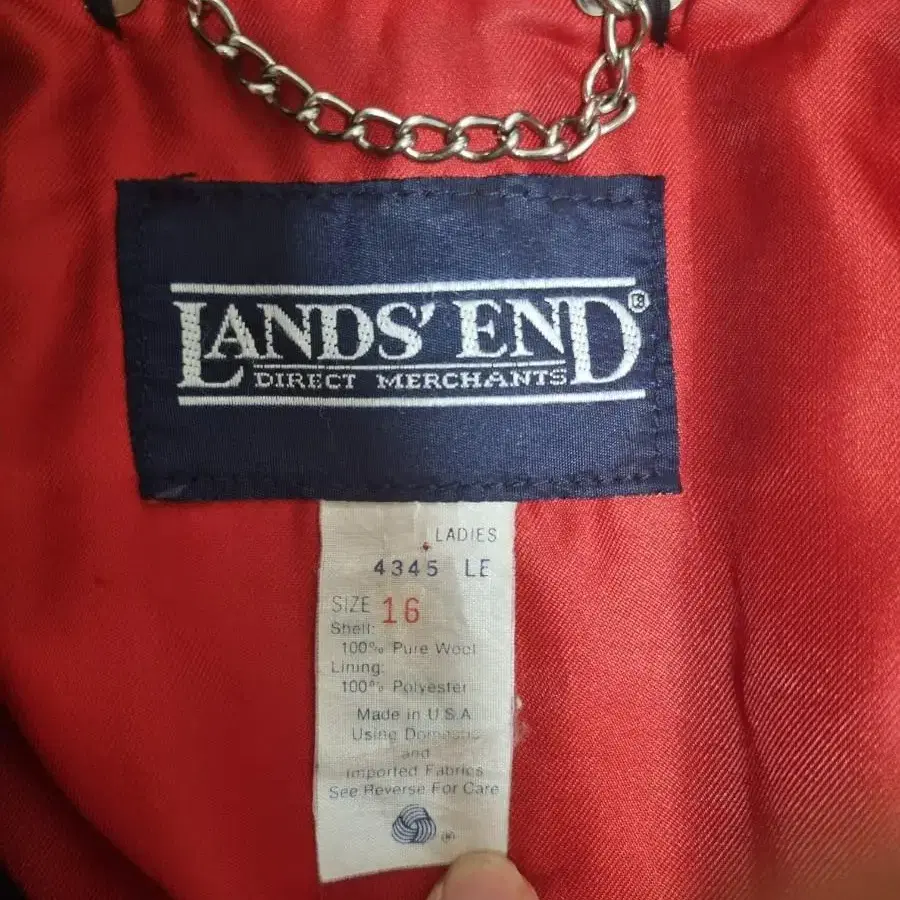 LANDS' END®
DIRECT MERCHANTS
LADIES
4345 LE
SIZE 16
Shell:
100% Pure Wool
Lining:
100% Polyester
Made in U.S.A
Using Domestic
and
Imported Fabrics
See Reverse For Care
®